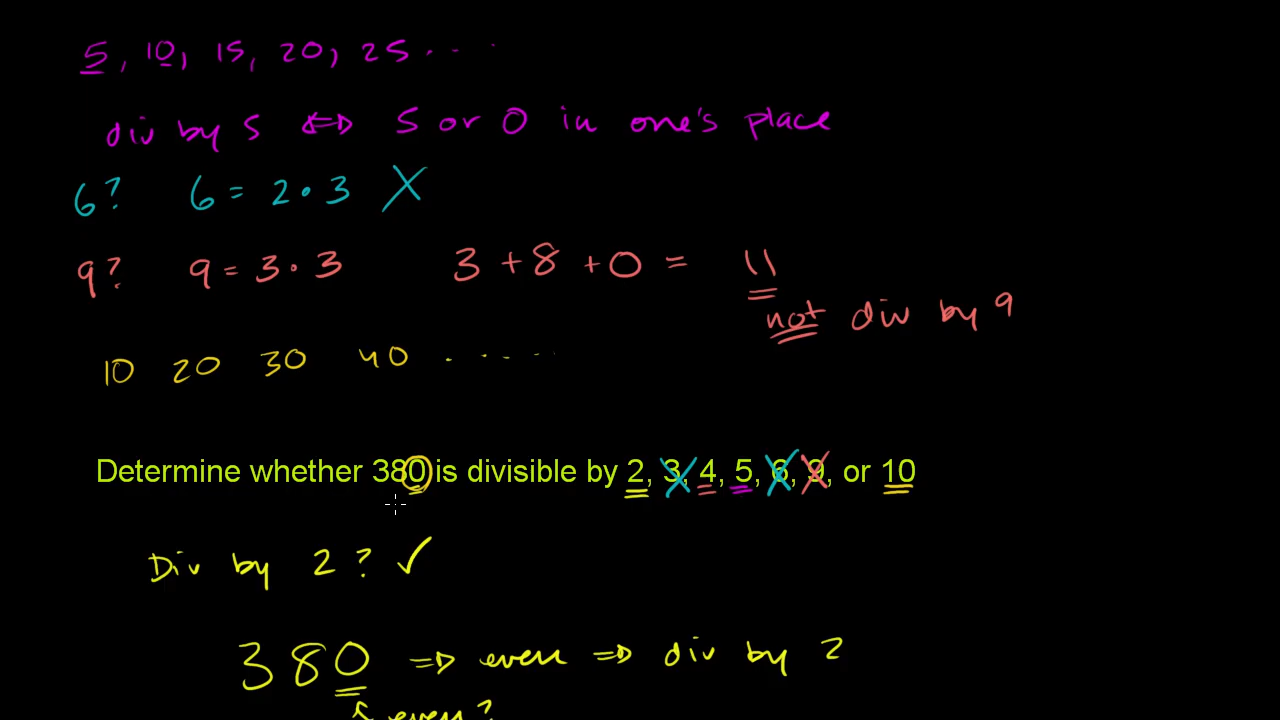 5, 10, 15, 20, 25 . . . .
div by 5 ⇔ 5 or 0 in one's place
6? 6 = 2 · 3 X
9? 9 = 3 · 3 3 + 8 + 0 = 11
not div by 9
10 20 30 40 . . . . .
Determine whether 380 is divisible by 2, 3, 4, 5, 6, 9, or 10
Div by 2? ✓
380 ⇒ even ⇒ div by 2
even?